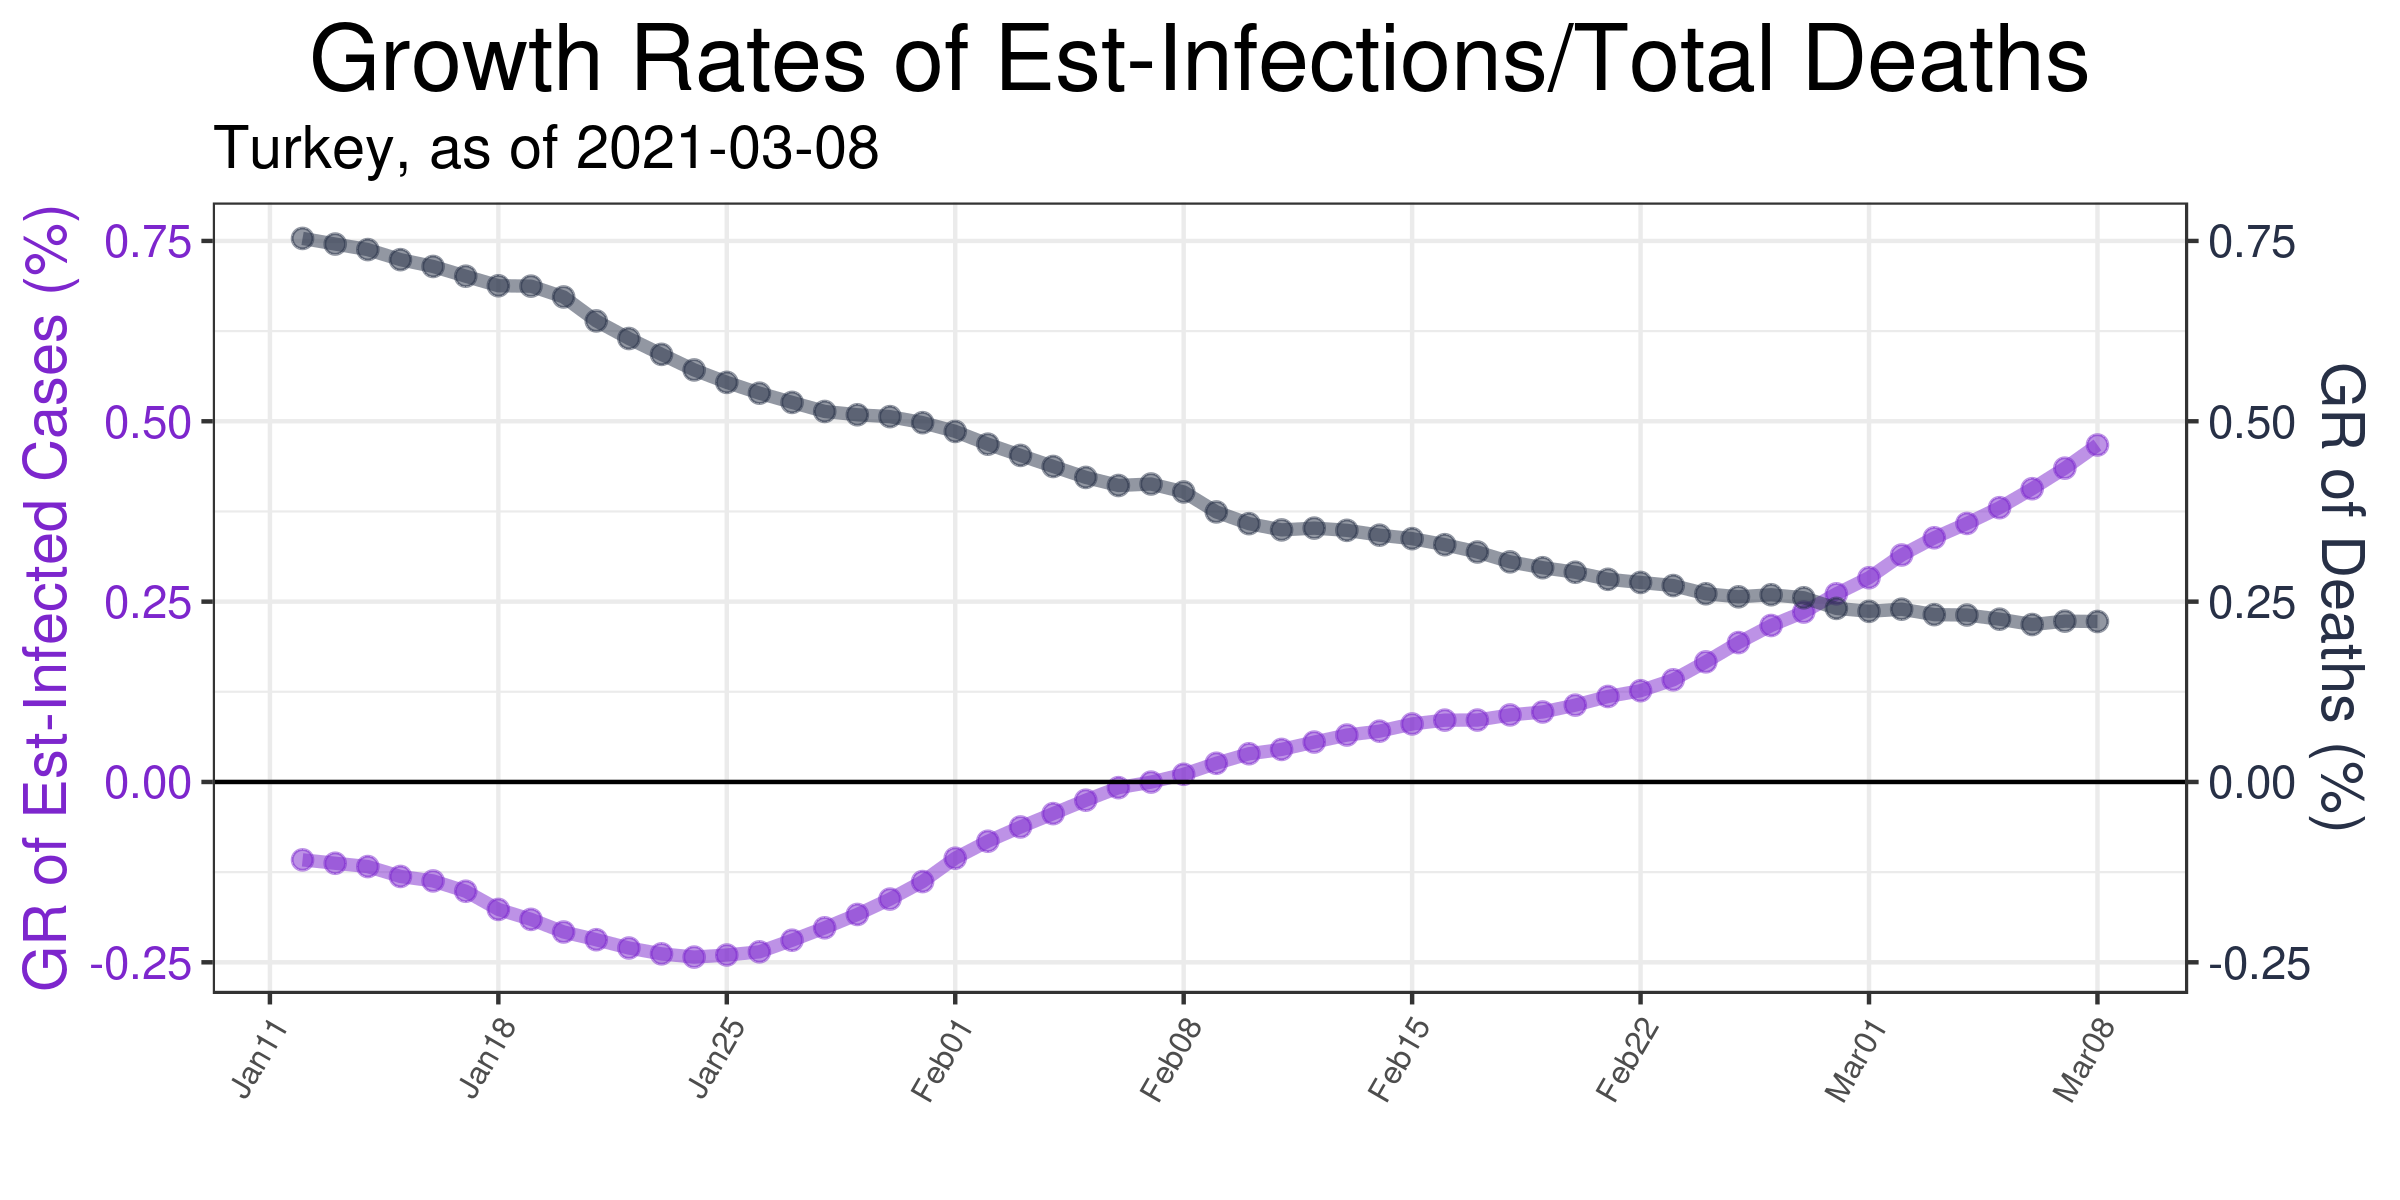 Growth Rates of Est-Infections/Total Deaths
Turkey, as of 2021-03-08
GR of Est-Infected Cases (%)
0.75
0.50
0.25
0.00
-0.25
0.75
0.50
0.25
0.00
-0.25
GR of Deaths (%)
Jan11
Jan18
Jan25
Feb01
Feb08
Feb15
Feb22
Mar01
Mar08